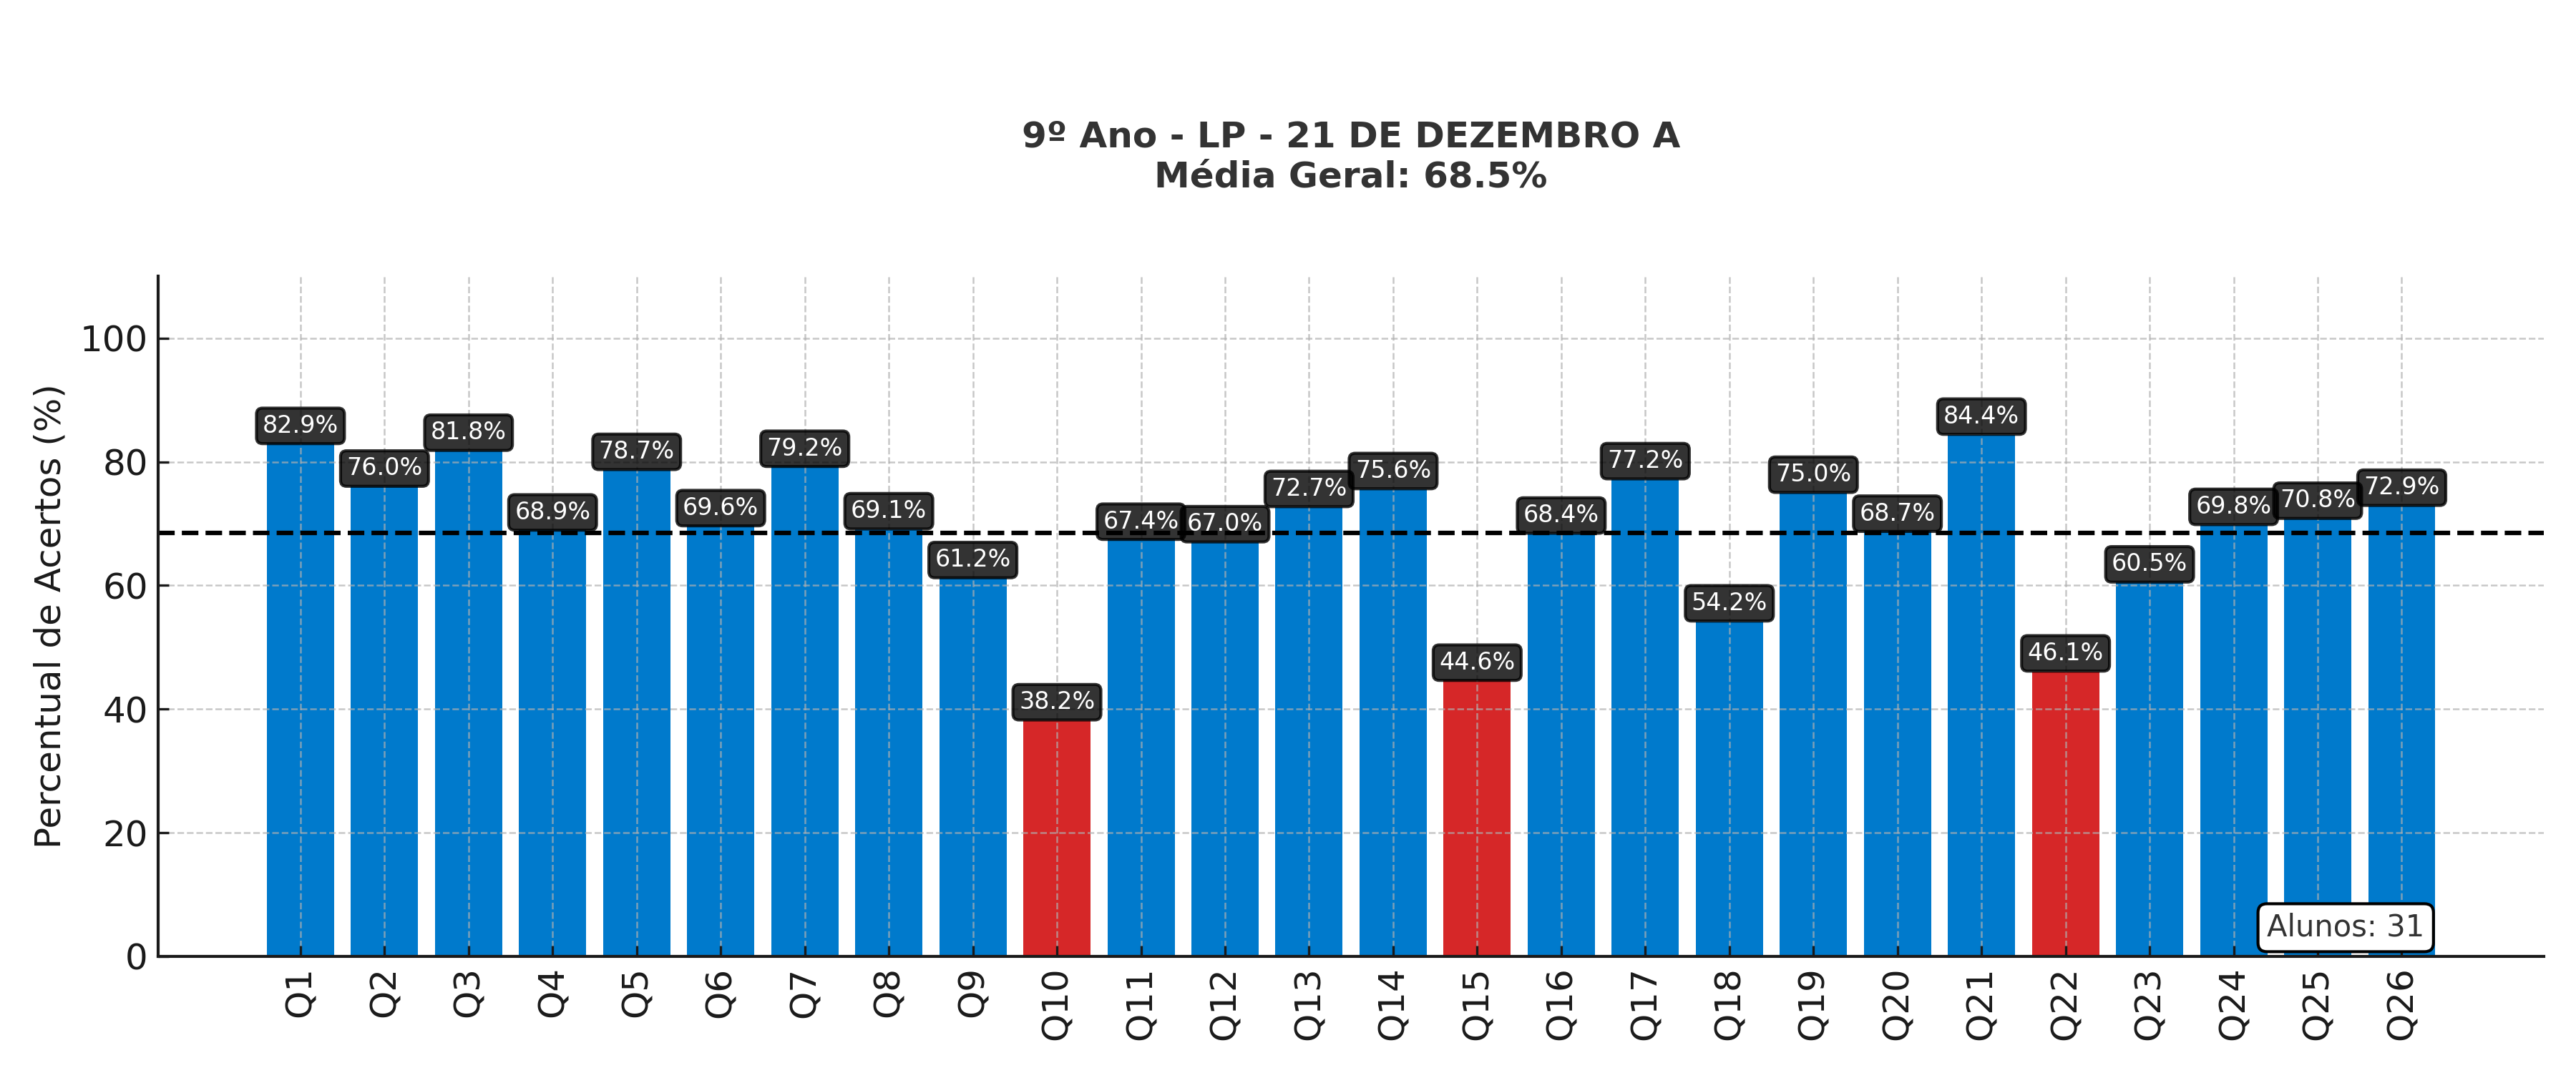 9º Ano - LP - 21 DE DEZEMBRO A
Média Geral: 68.5%
Percentual de Acertos (%)
100
80
60
40
20
0
82.9%
76.0%
81.8%
68.9%
78.7%
69.6%
79.2%
69.1%
61.2%
38.2%
67.4%
67.0%
72.7%
75.6%
44.6%
68.4%
77.2%
54.2%
75.0%
68.7%
84.4%
46.1%
60.5%
69.8%
70.8%
72.9%
Alunos: 31
Q1
Q2
Q3
Q4
Q5
Q6
Q7
Q8
Q9
Q10
Q11
Q12
Q13
Q14
Q15
Q16
Q17
Q18
Q19
Q20
Q21
Q22
Q23
Q24
Q25
Q26